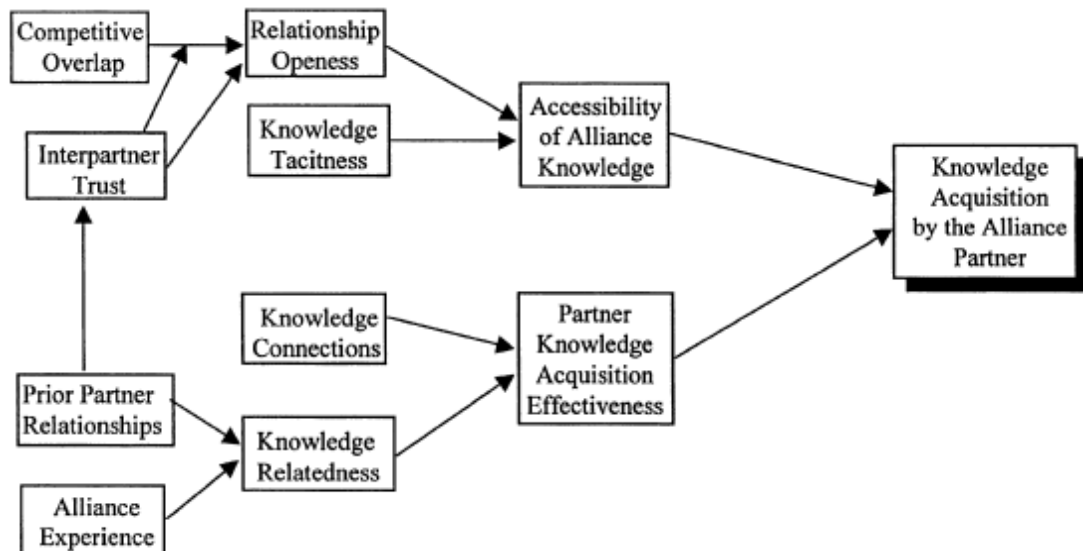 Competitive
Overlap
Relationship
Openess
Knowledge
Tacitness
Accessibility
of Alliance
Knowledge
Interpartner
Trust
Knowledge
Acquisition
by the Alliance
Partner
Knowledge
Connections
Partner
Knowledge
Acquisition
Effectiveness
Prior Partner
Relationships
Knowledge
Relatedness
Alliance
Experience